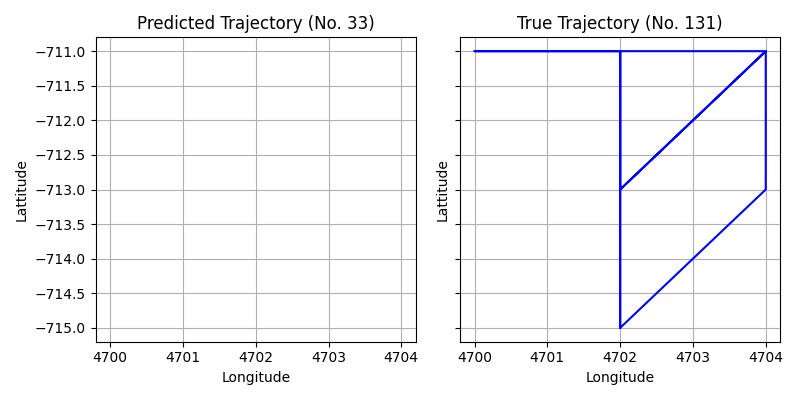 Predicted Trajectory (No. 33)
−711.0
−711.5
−712.0
−712.5
−713.0
−713.5
−714.0
−714.5
−715.0
Lattitude
4700 4701 4702 4703 4704
Longitude
True Trajectory (No. 131)
Lattitude
4700 4701 4702 4703 4704
Longitude